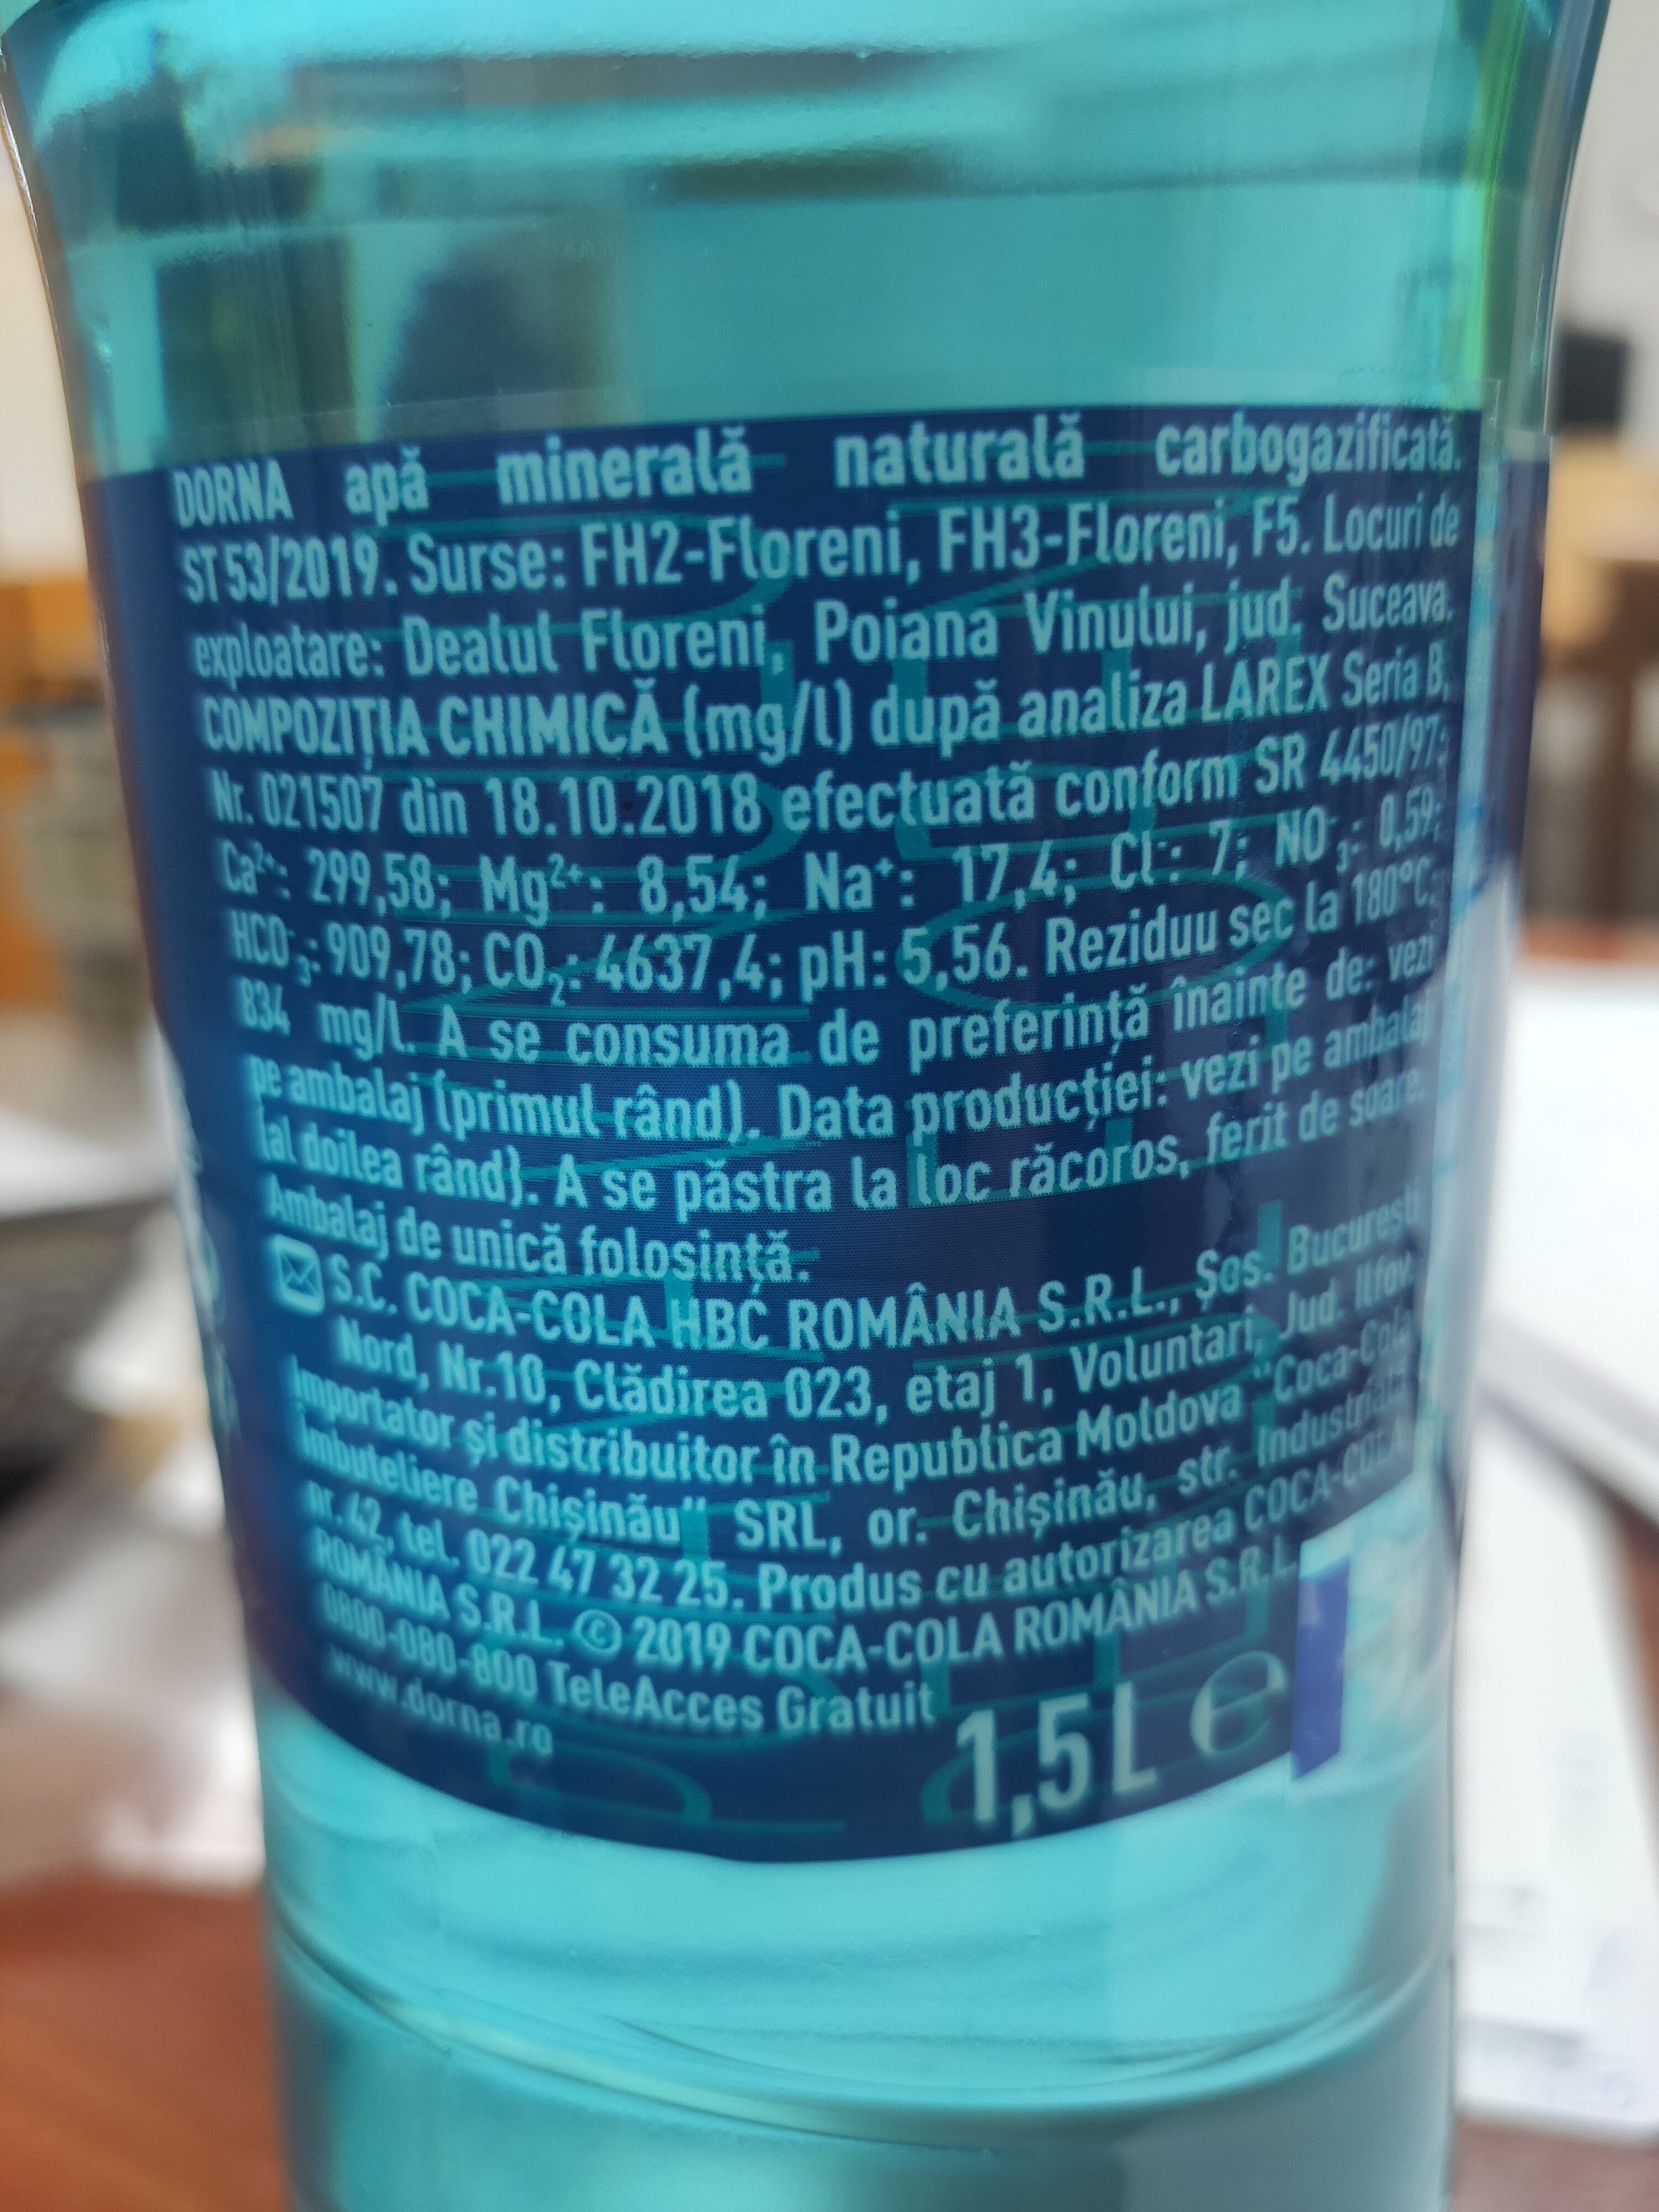 DORNA apă minerală naturală carbogazificată.
ST 53/2019. Surse: FH2-Floreni, FH3-Floreni, F5. Locuri de
exploatare: Dealul Floreni, Poiana Vinului, jud. Suceava.
COMPOZIȚIA CHIMICĂ (mg/l) după analiza LAREX Seria B,
Nr. 021507 din 18.10.2018 efectuată conform SR 4450/97:
Ca²⁺: 299,58; Mg²⁺: 8,54; Na⁺: 17,4; Cl⁻: 7; NO⁻₃: 0,59;
HCO⁻₃: 909,78; CO₂: 4637,4; pH: 5,56. Reziduu sec la 180°C:
834 mg/l. A se consuma de preferință înainte de: vezi
pe ambalaj (primul rând). Data producției: vezi pe ambalaj
(al doilea rând). A se păstra la loc răcoros, ferit de soare.
Ambalaj de unică folosință.
S.C. COCA-COLA HBC ROMÂNIA S.R.L., Șos. București
Nord, Nr.10, Clădirea 023, etaj 1, Voluntari, Jud. Ilfov.
Importator și distribuitor în Republica Moldova "Coca-Cola
Îmbuteliere Chișinău" SRL, or. Chișinău, str. Industrială
nr. 42, tel. 022 47 32 25. Produs cu autorizarea COCA-COLA
ROMÂNIA S.R.L. © 2019 COCA-COLA ROMÂNIA S.R.L.
0800-080-800 TeleAcces Gratuit
www.dorna.ro
1,5 L ℮